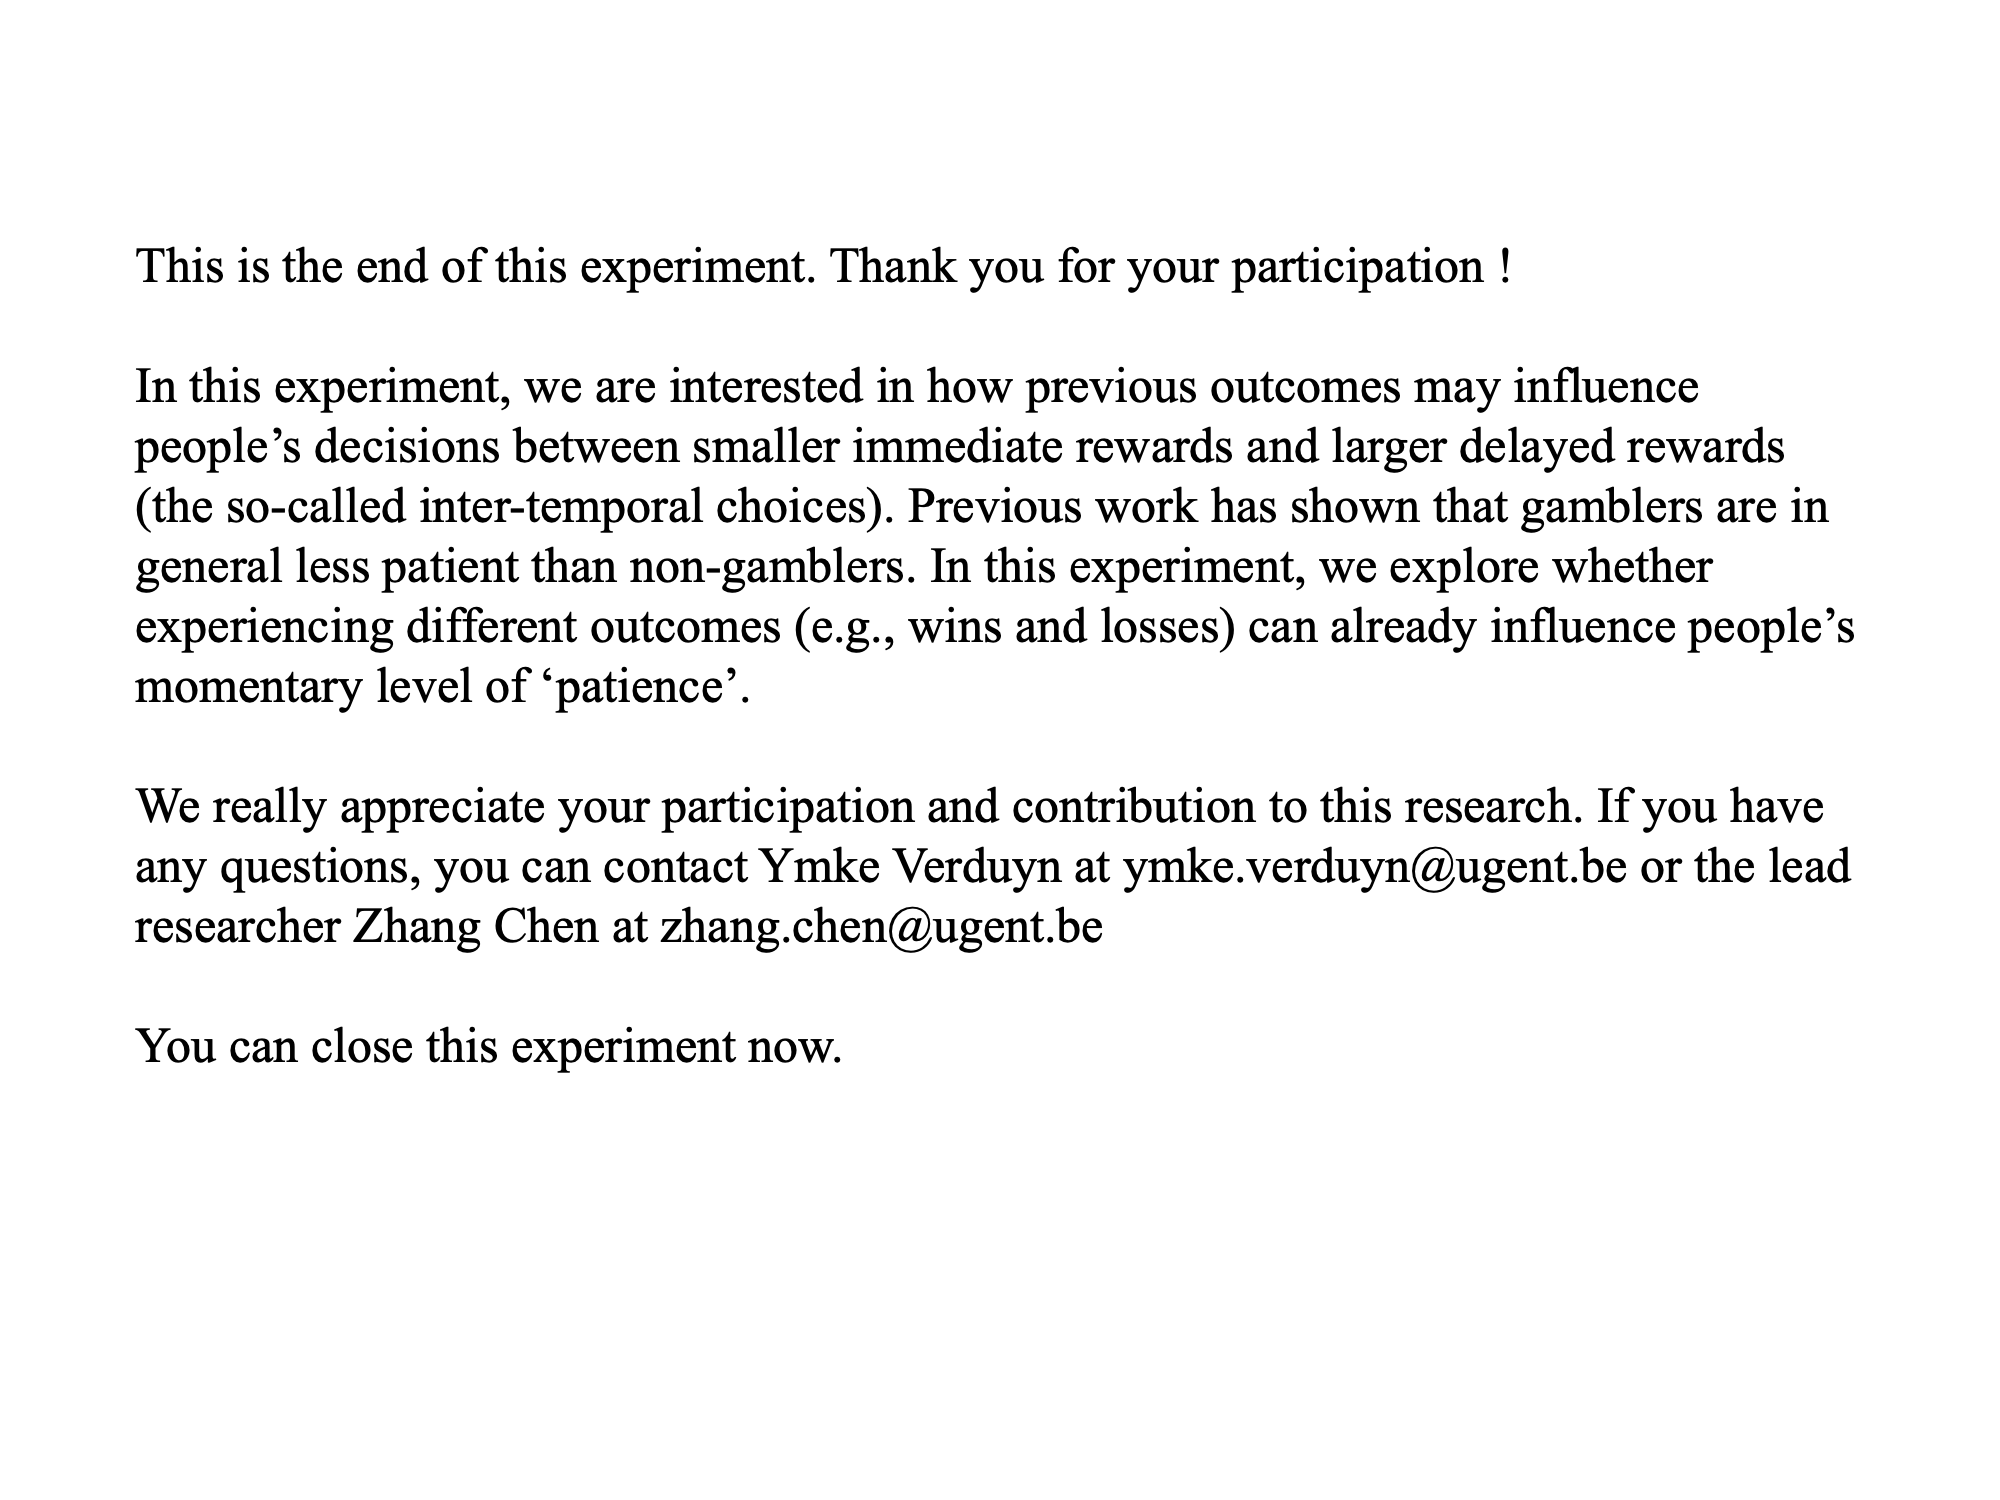 This is the end of this experiment. Thank you for your participation !
In this experiment, we are interested in how previous outcomes may influence
people’s decisions between smaller immediate rewards and larger delayed rewards
(the so-called inter-temporal choices). Previous work has shown that gamblers are in
general less patient than non-gamblers. In this experiment, we explore whether
experiencing different outcomes (e.g., wins and losses) can already influence people’s
momentary level of ‘patience’.
We really appreciate your participation and contribution to this research. If you have
any questions, you can contact Ymke Verduyn at ymke.verduyn@ugent.be or the lead
researcher Zhang Chen at zhang.chen@ugent.be
You can close this experiment now.